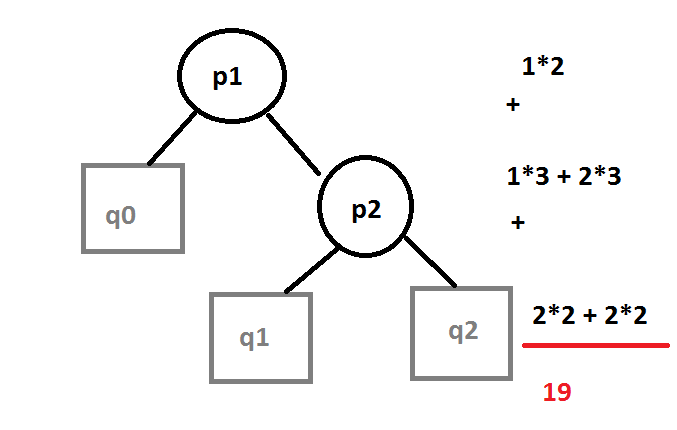 p1
1*2
+
q0
1*3 + 2*3
p2
+
q1
q2
2*2 + 2*2
19